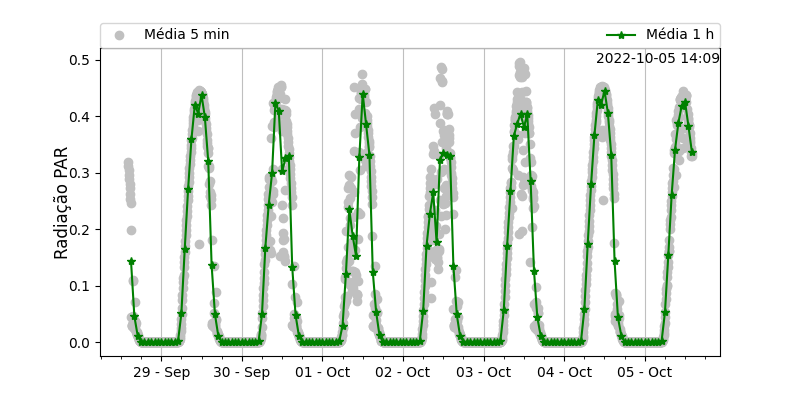 Média 5 min
Média 1 h
2022-10-05 14:09
Radiação PAR
0.5
0.4
0.3
0.2
0.1
0.0
29 - Sep
30 - Sep
01 - Oct
02 - Oct
03 - Oct
04 - Oct
05 - Oct